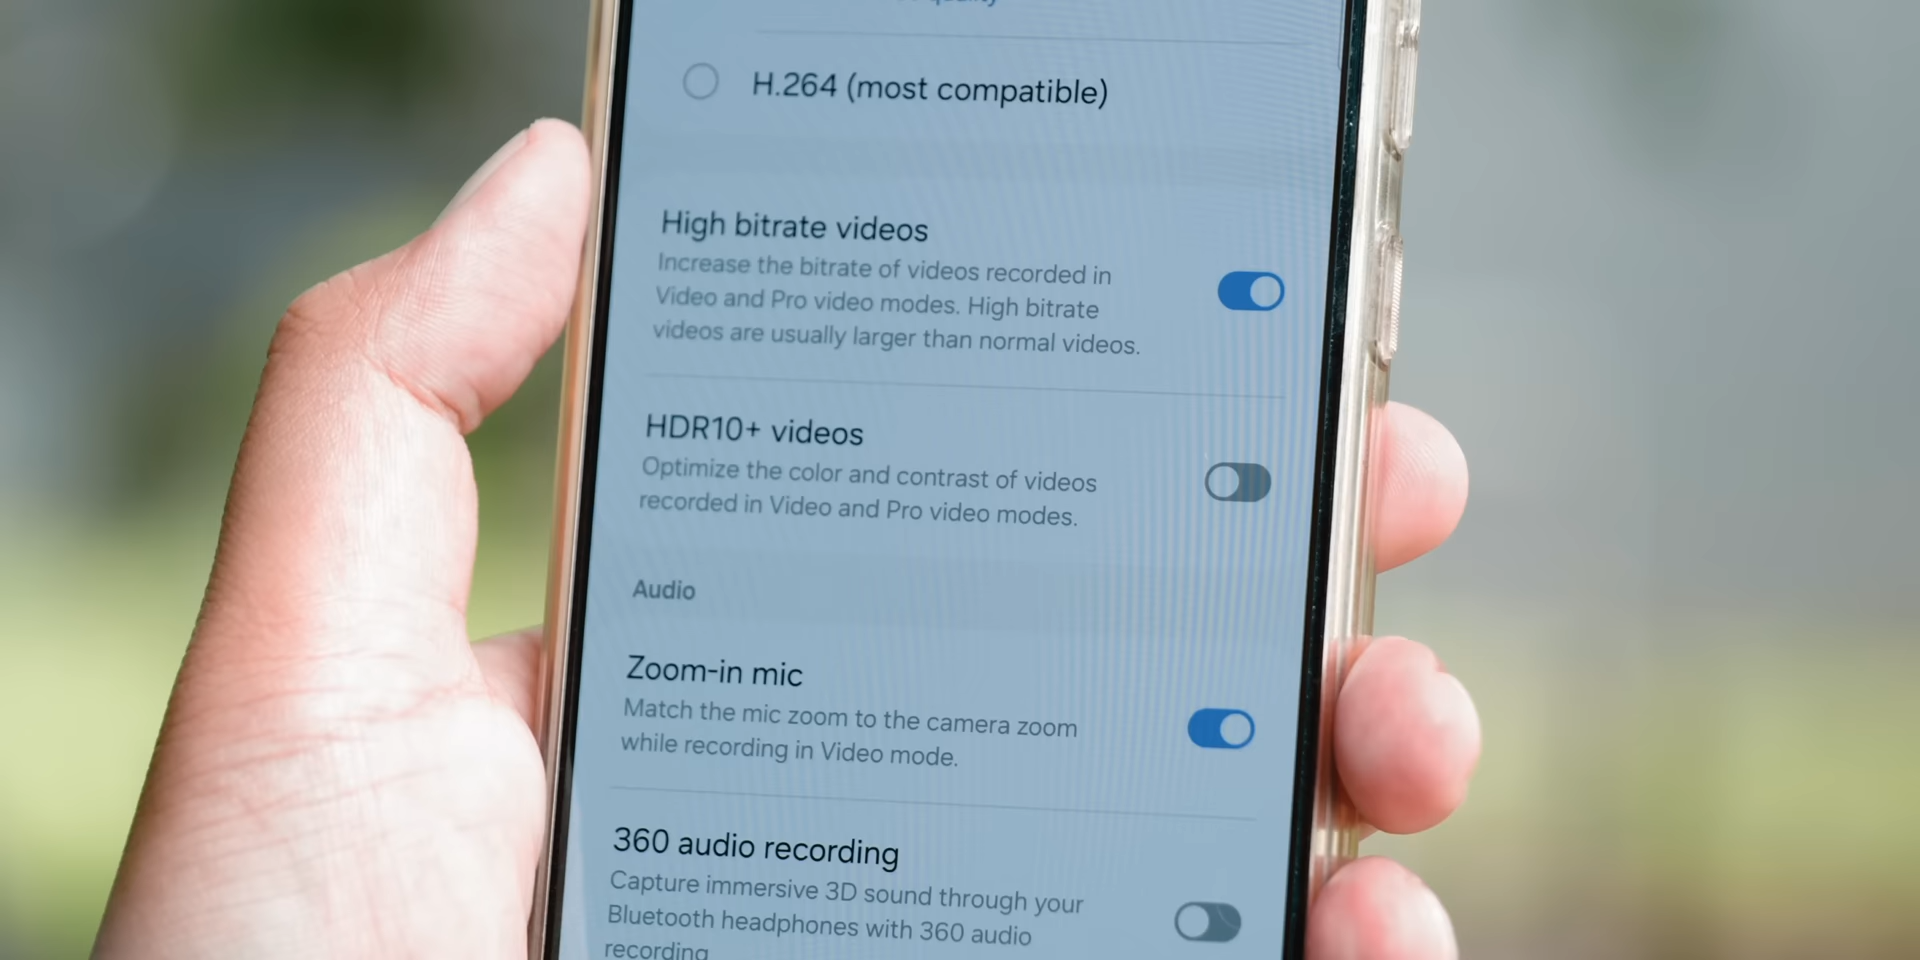 quality
H.264 (most compatible)
High bitrate videos
Increase the bitrate of videos recorded in
Video and Pro video modes. High bitrate
videos are usually larger than normal videos.
HDR10+ videos
Optimize the color and contrast of videos
recorded in Video and Pro video modes.
Audio
Zoom-in mic
Match the mic zoom to the camera zoom
while recording in Video mode.
360 audio recording
Capture immersive 3D sound through your
Bluetooth headphones with 360 audio
recording